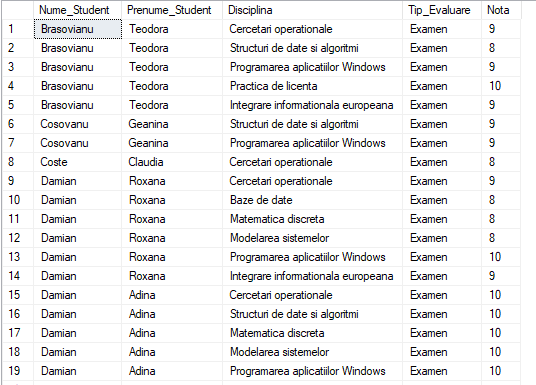 Nume_Student Prenume_Student Disciplina Tip_Evaluare Nota
1 Brasovianu Teodora Cercetari operationale Examen 9
2 Brasovianu Teodora Structuri de date si algoritmi Examen 8
3 Brasovianu Teodora Programarea aplicatiilor Windows Examen 9
4 Brasovianu Teodora Practica de licenta Examen 10
5 Brasovianu Teodora Integrare informationala europeana Examen 9
6 Cosovanu Geanina Structuri de date si algoritmi Examen 9
7 Cosovanu Geanina Programarea aplicatiilor Windows Examen 9
8 Coste Claudia Cercetari operationale Examen 8
9 Damian Roxana Cercetari operationale Examen 9
10 Damian Roxana Baze de date Examen 8
11 Damian Roxana Matematica discreta Examen 8
12 Damian Roxana Modelarea sistemelor Examen 8
13 Damian Roxana Programarea aplicatiilor Windows Examen 10
14 Damian Roxana Integrare informationala europeana Examen 9
15 Damian Adina Cercetari operationale Examen 10
16 Damian Adina Structuri de date si algoritmi Examen 10
17 Damian Adina Matematica discreta Examen 10
18 Damian Adina Modelarea sistemelor Examen 10
19 Damian Adina Programarea aplicatiilor Windows Examen 10